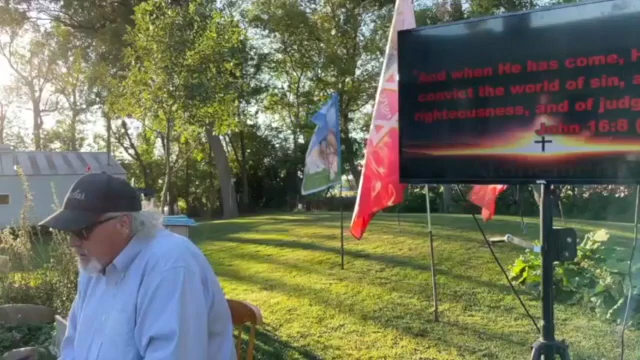 "And when He has come, H
convict the world of sin, a
righteousness, and of judg
John 16:8